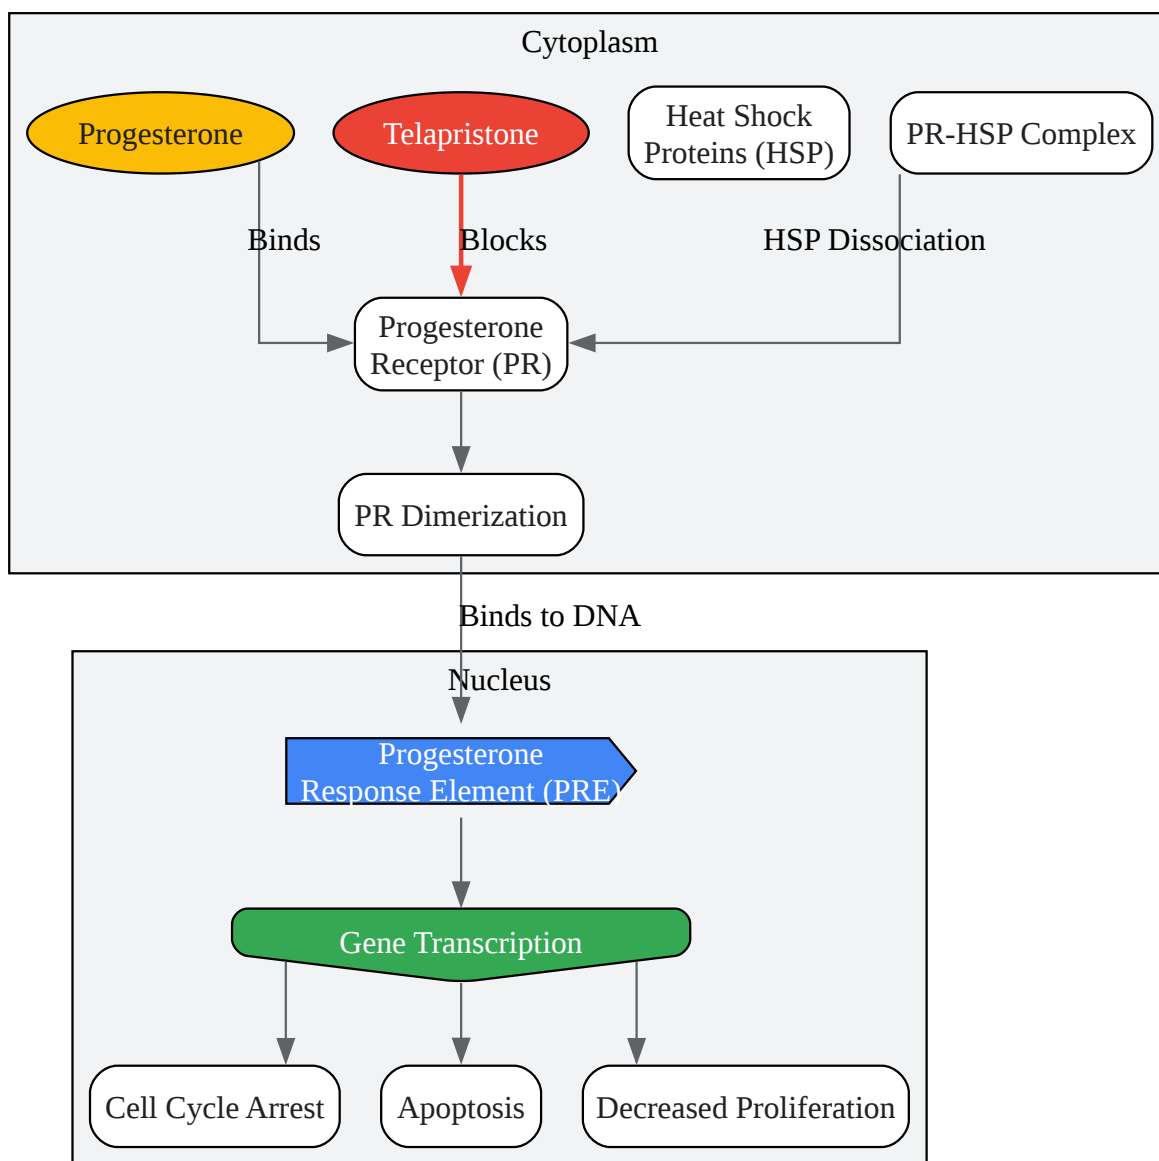 Cytoplasm
Progesterone
Telapristone
Heat Shock
Proteins (HSP)
PR-HSP Complex
Binds
Blocks
HSP Dissociation
Progesterone
Receptor (PR)
PR Dimerization
Binds to DNA
Nucleus
Progesterone
Response Element (PRE)
Gene Transcription
Cell Cycle Arrest
Apoptosis
Decreased Proliferation